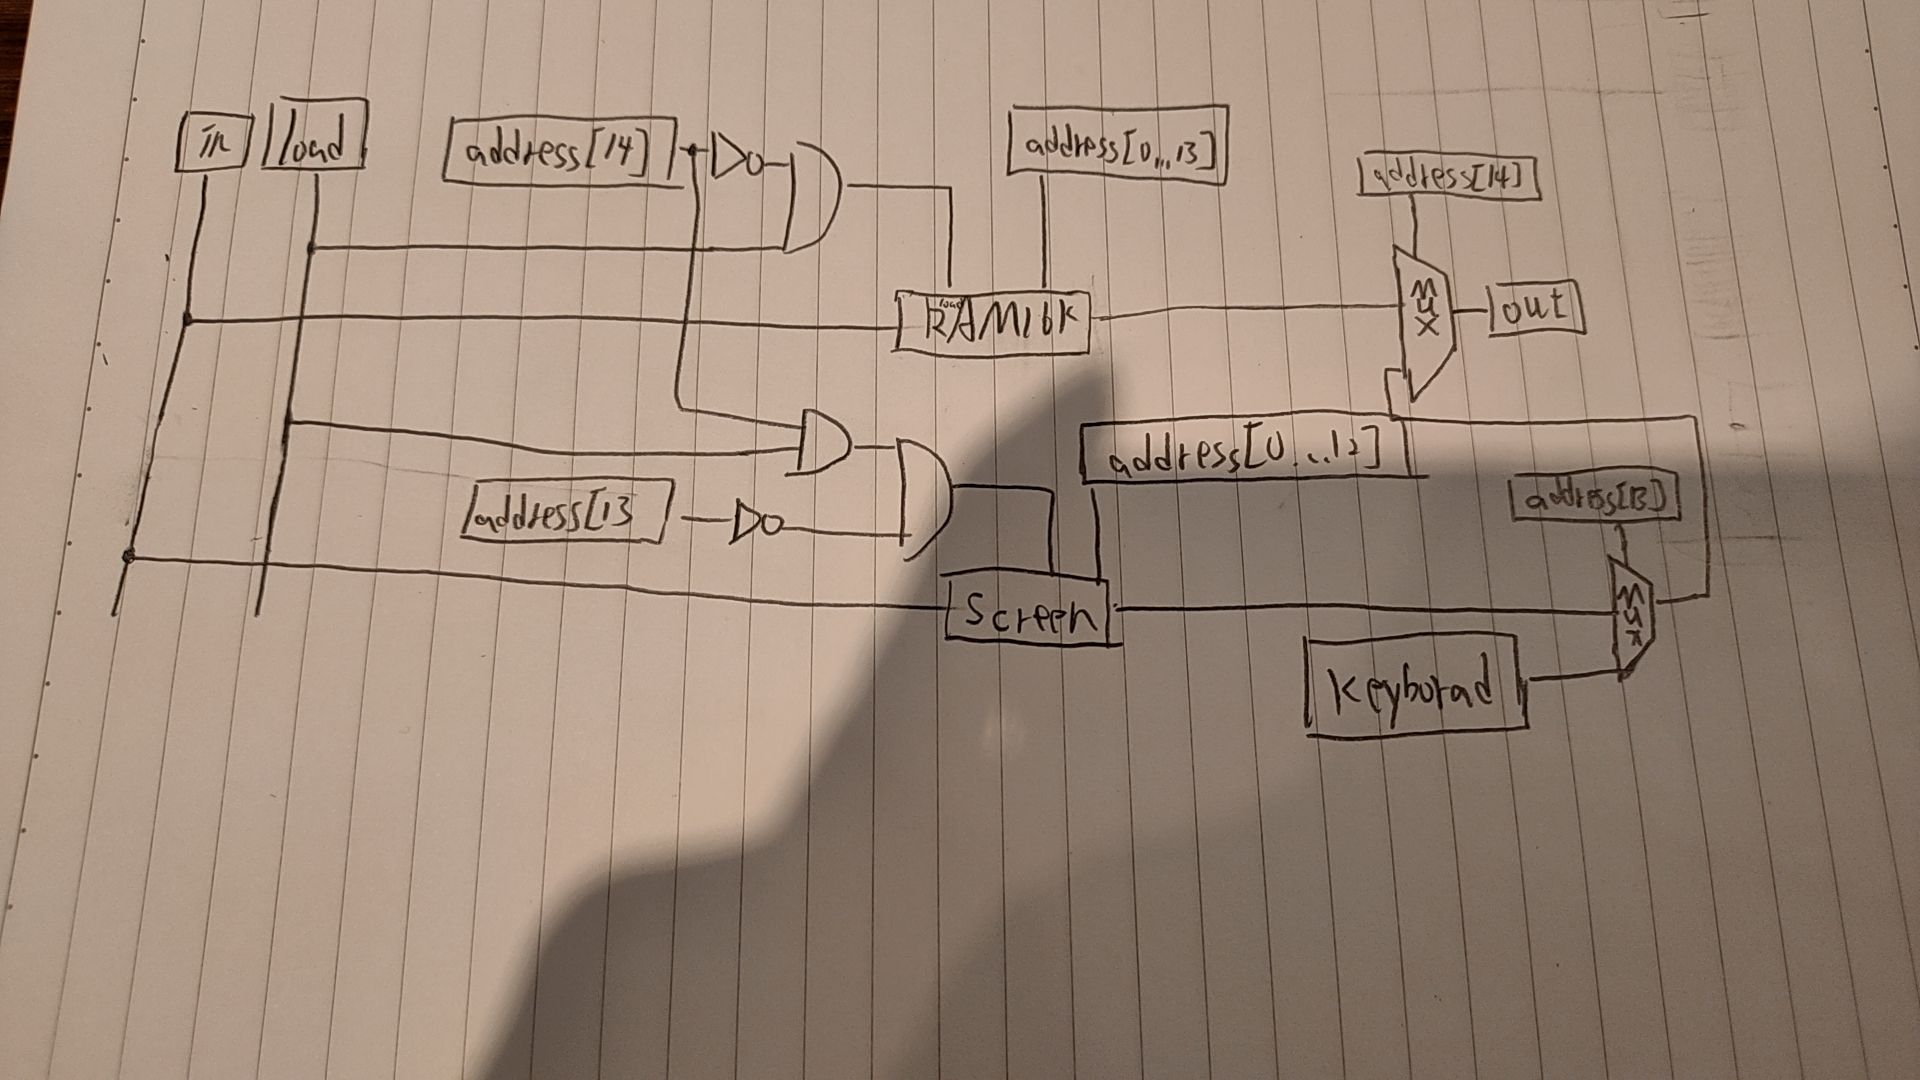 in
load
address[14]
address[0...13]
address[14]
load
RAM16K
mux
out
address[0...12]
address[13
address[13]
Screen
mux
Keyborad